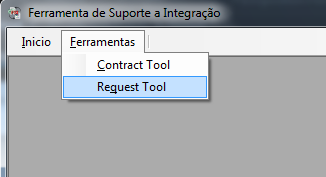 Ferramenta de Suporte a Integração
Inicio Ferramentas
Contract Tool
Request Tool